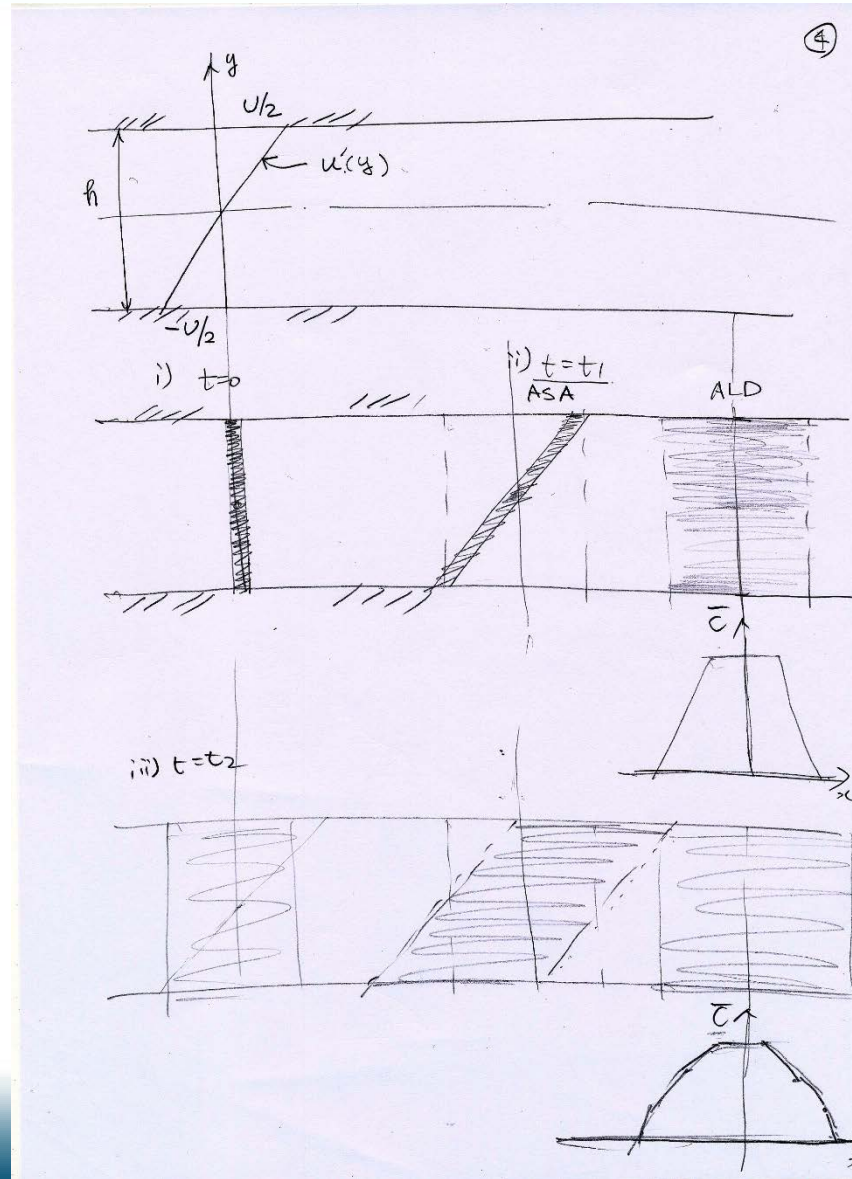 4
y
U/2
u'(y)
h
-U/2
i) t=0
ii) t=t₁
ASA
ALD
c̅
x
iii) t=t₂
c̅